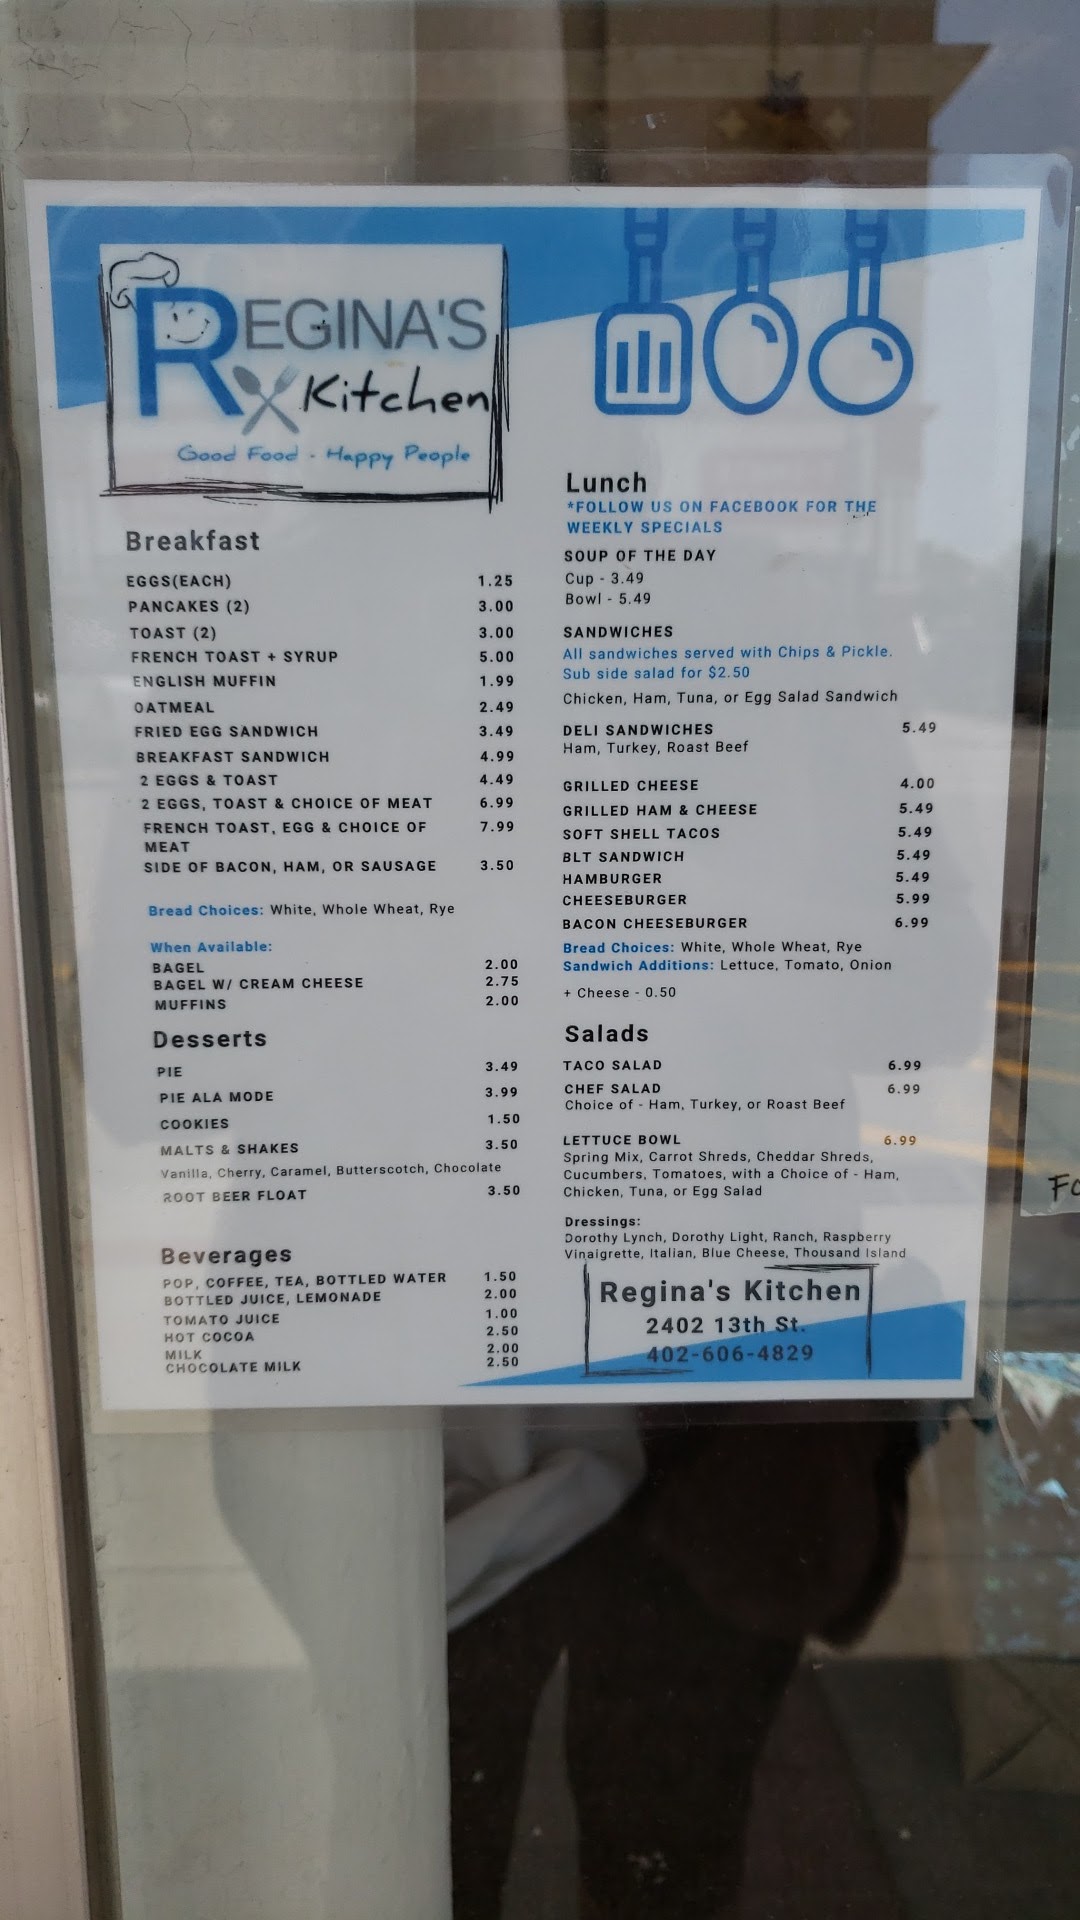 REGINA'S
Kitchen
Good Food - Happy People
Breakfast
EGGS(EACH) 1.25
PANCAKES (2) 3.00
TOAST (2) 3.00
FRENCH TOAST + SYRUP 5.00
ENGLISH MUFFIN 1.99
OATMEAL 2.49
FRIED EGG SANDWICH 3.49
BREAKFAST SANDWICH 4.99
2 EGGS & TOAST 4.49
2 EGGS, TOAST & CHOICE OF MEAT 6.99
FRENCH TOAST, EGG & CHOICE OF 7.99
MEAT
SIDE OF BACON, HAM, OR SAUSAGE 3.50
Bread Choices: White, Whole Wheat, Rye
When Available:
BAGEL 2.00
BAGEL W/ CREAM CHEESE 2.75
MUFFINS 2.00
Desserts
PIE 3.49
PIE ALA MODE 3.99
COOKIES 1.50
MALTS & SHAKES 3.50
Vanilla, Cherry, Caramel, Butterscotch, Chocolate
ROOT BEER FLOAT 3.50
Beverages
POP, COFFEE, TEA, BOTTLED WATER 1.50
BOTTLED JUICE, LEMONADE 2.00
TOMATO JUICE 1.00
HOT COCOA 2.50
MILK 2.00
CHOCOLATE MILK 2.50
Lunch
*FOLLOW US ON FACEBOOK FOR THE
WEEKLY SPECIALS
SOUP OF THE DAY
Cup - 3.49
Bowl - 5.49
SANDWICHES
All sandwiches served with Chips & Pickle.
Sub side salad for $2.50
Chicken, Ham, Tuna, or Egg Salad Sandwich
DELI SANDWICHES 5.49
Ham, Turkey, Roast Beef
GRILLED CHEESE 4.00
GRILLED HAM & CHEESE 5.49
SOFT SHELL TACOS 5.49
BLT SANDWICH 5.49
HAMBURGER 5.49
CHEESEBURGER 5.99
BACON CHEESEBURGER 6.99
Bread Choices: White, Whole Wheat, Rye
Sandwich Additions: Lettuce, Tomato, Onion
+ Cheese - 0.50
Salads
TACO SALAD 6.99
CHEF SALAD 6.99
Choice of - Ham, Turkey, or Roast Beef
LETTUCE BOWL 6.99
Spring Mix, Carrot Shreds, Cheddar Shreds,
Cucumbers, Tomatoes, with a Choice of - Ham,
Chicken, Tuna, or Egg Salad
Dressings:
Dorothy Lynch, Dorothy Light, Ranch, Raspberry
Vinaigrette, Italian, Blue Cheese, Thousand Island
Regina's Kitchen
2402 13th St.
402-606-4829